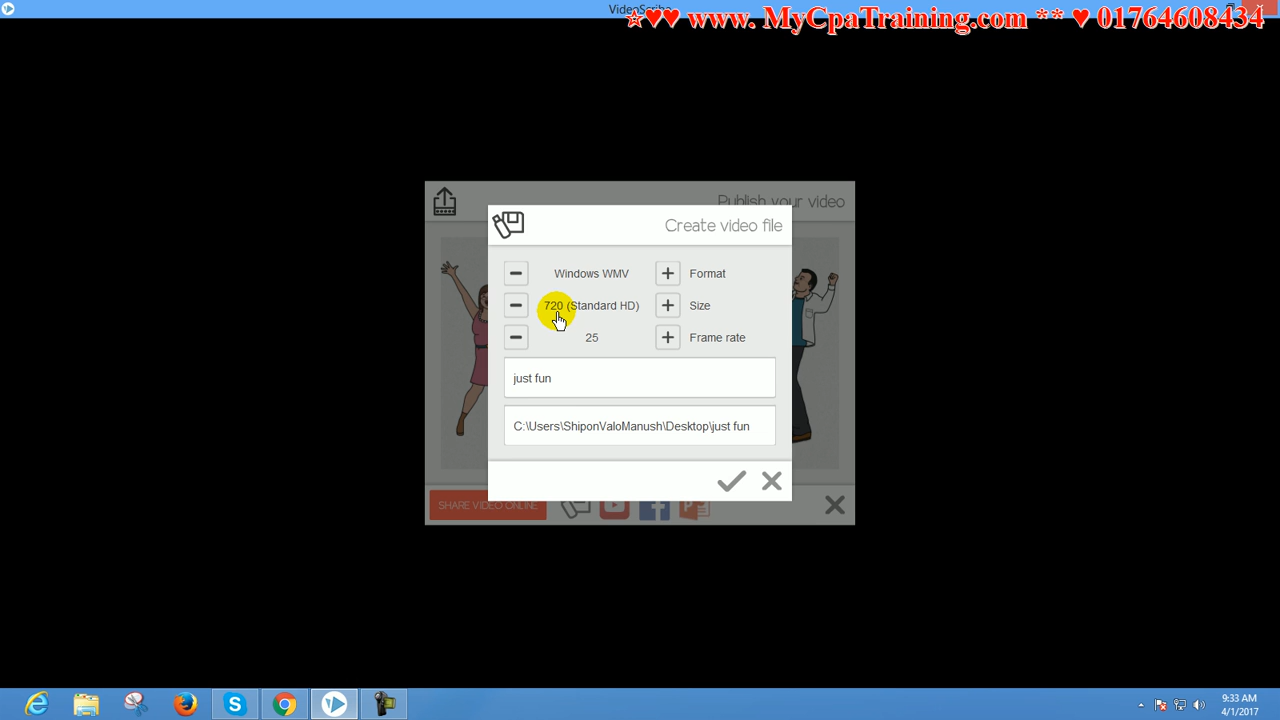 VideoScribe
☆♥♥ www. MyCpaTraining.com ** ♥ 01764608434
Publish your video
Create video file
Windows WMV Format
720 (Standard HD) Size
25 Frame rate
just fun
C:\Users\ShiponValoManush\Desktop\just fun
SHARE VIDEO ONLINE
9:33 AM
4/1/2017